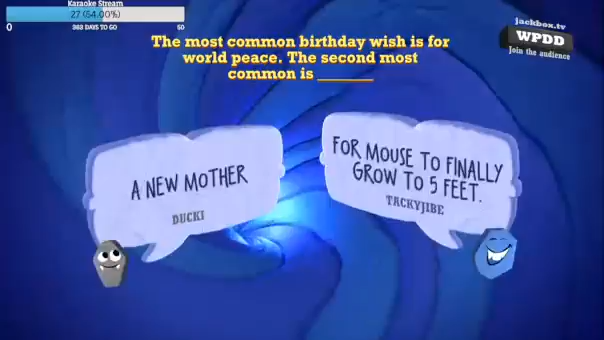 Karaoke Stream
27 (54.00%)
0 363 DAYS TO GO 50
jackbox.tv
WPDD
Join the audience
The most common birthday wish is for
world peace. The second most
common is ______
A NEW MOTHER
DUCKI
FOR MOUSE TO FINALLY
GROW TO 5 FEET.
TACKYJIBE